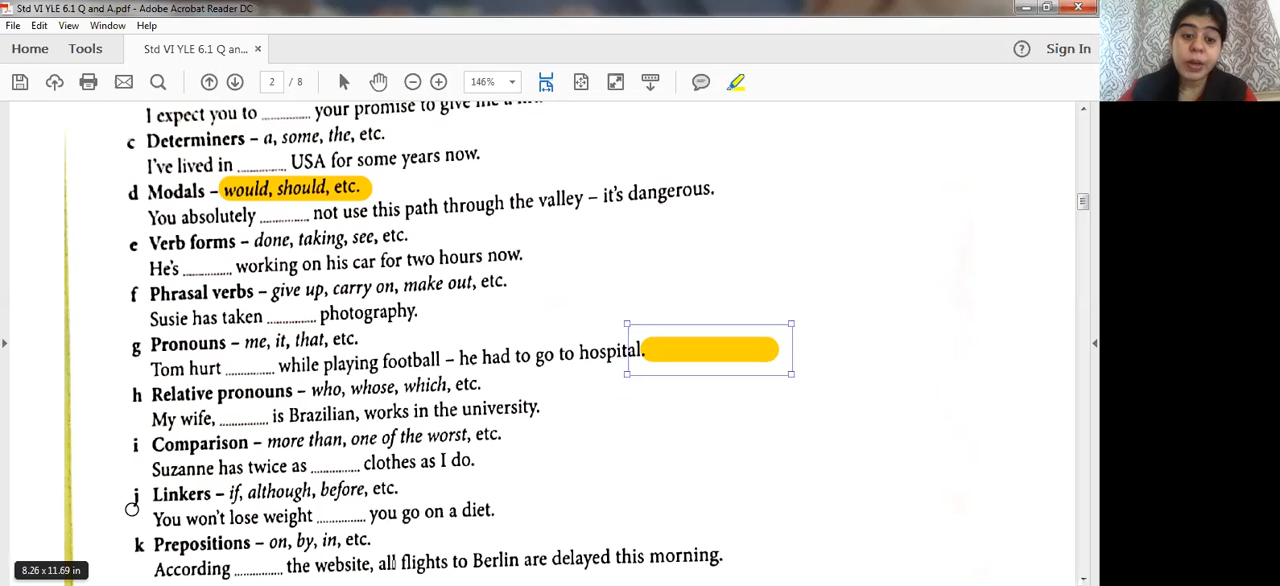 Std VI YLE 6.1 Q and A.pdf - Adobe Acrobat Reader DC
File Edit View Window Help
Home Tools Std VI YLE 6.1 Q an... × Sign In
2 / 8 146%
I expect you to ............ your promise to give me a
c Determiners – a, some, the, etc.
I've lived in ............ USA for some years now.
d Modals – would, should, etc.
You absolutely ............ not use this path through the valley – it's dangerous.
e Verb forms – done, taking, see, etc.
He's ............ working on his car for two hours now.
f Phrasal verbs – give up, carry on, make out, etc.
Susie has taken ............ photography.
g Pronouns – me, it, that, etc.
Tom hurt ............ while playing football – he had to go to hospital.
h Relative pronouns – who, whose, which, etc.
My wife, ............ is Brazilian, works in the university.
i Comparison – more than, one of the worst, etc.
Suzanne has twice as ............ clothes as I do.
j Linkers – if, although, before, etc.
You won't lose weight ............ you go on a diet.
k Prepositions – on, by, in, etc.
According ............ the website, all flights to Berlin are delayed this morning.
8.26 x 11.69 in